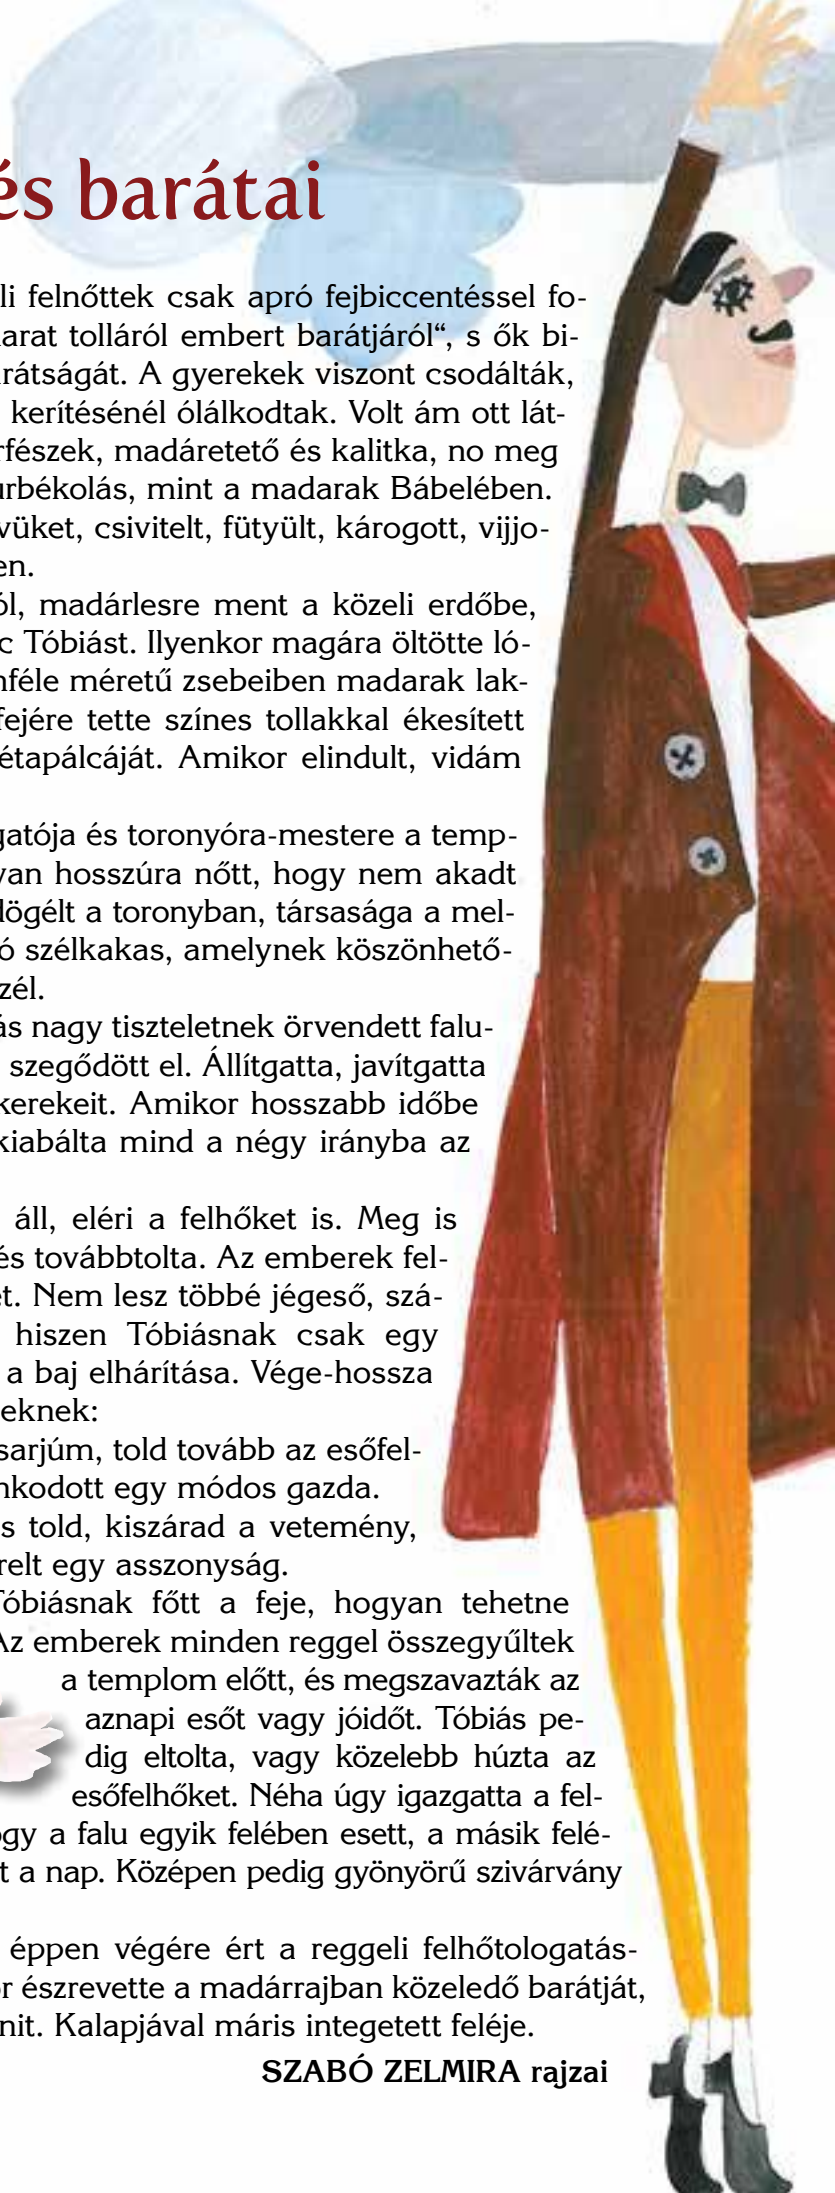 és barátai
li felnőttek csak apró fejbiccentéssel fo-
arat tolláról embert barátjáról“, s ők bi-
rátságát. A gyerekek viszont csodálták,
kerítésénél ólálkodtak. Volt ám ott lát-
rfészek, madáretető és kalitka, no meg
urbékolás, mint a madarak Bábelében.
vüket, csivitelt, fütyült, károgott, vijjo-
en.
ól, madárlesre ment a közeli erdőbe,
c Tóbiást. Ilyenkor magára öltötte ló-
nféle méretű zsebeiben madarak lak-
fejére tette színes tollakkal ékesített
étapálcáját. Amikor elindult, vidám
gatója és toronyóra-mestere a temp-
yan hosszúra nőtt, hogy nem akadt
dögélt a toronyban, társasága a mel-
ó szélkakas, amelynek köszönhető-
zél.
ás nagy tiszteletnek örvendett falu-
szegődött el. Állítgatta, javítgatta
kerekeit. Amikor hosszabb időbe
kiabálta mind a négy irányba az
áll, eléri a felhőket is. Meg is
és továbbtolta. Az emberek fel-
et. Nem lesz többé jégeső, szá-
hiszen Tóbiásnak csak egy
a baj elhárítása. Vége-hossza
eknek:
sarjúm, told tovább az esőfel-
nkodott egy módos gazda.
s told, kiszárad a vetemény,
relt egy asszonyság.
Tóbiásnak főtt a feje, hogyan tehetne
Az emberek minden reggel összegyűltek
a templom előtt, és megszavazták az
aznapi esőt vagy jóidőt. Tóbiás pe-
dig eltolta, vagy közelebb húzta az
esőfelhőket. Néha úgy igazgatta a fel-
ogy a falu egyik felében esett, a másik felé-
t a nap. Középen pedig gyönyörű szivárvány
éppen végére ért a reggeli felhőtologatás-
or észrevette a madárrajban közeledő barátját,
nit. Kalapjával máris integetett feléje.
SZABÓ ZELMIRA rajzai